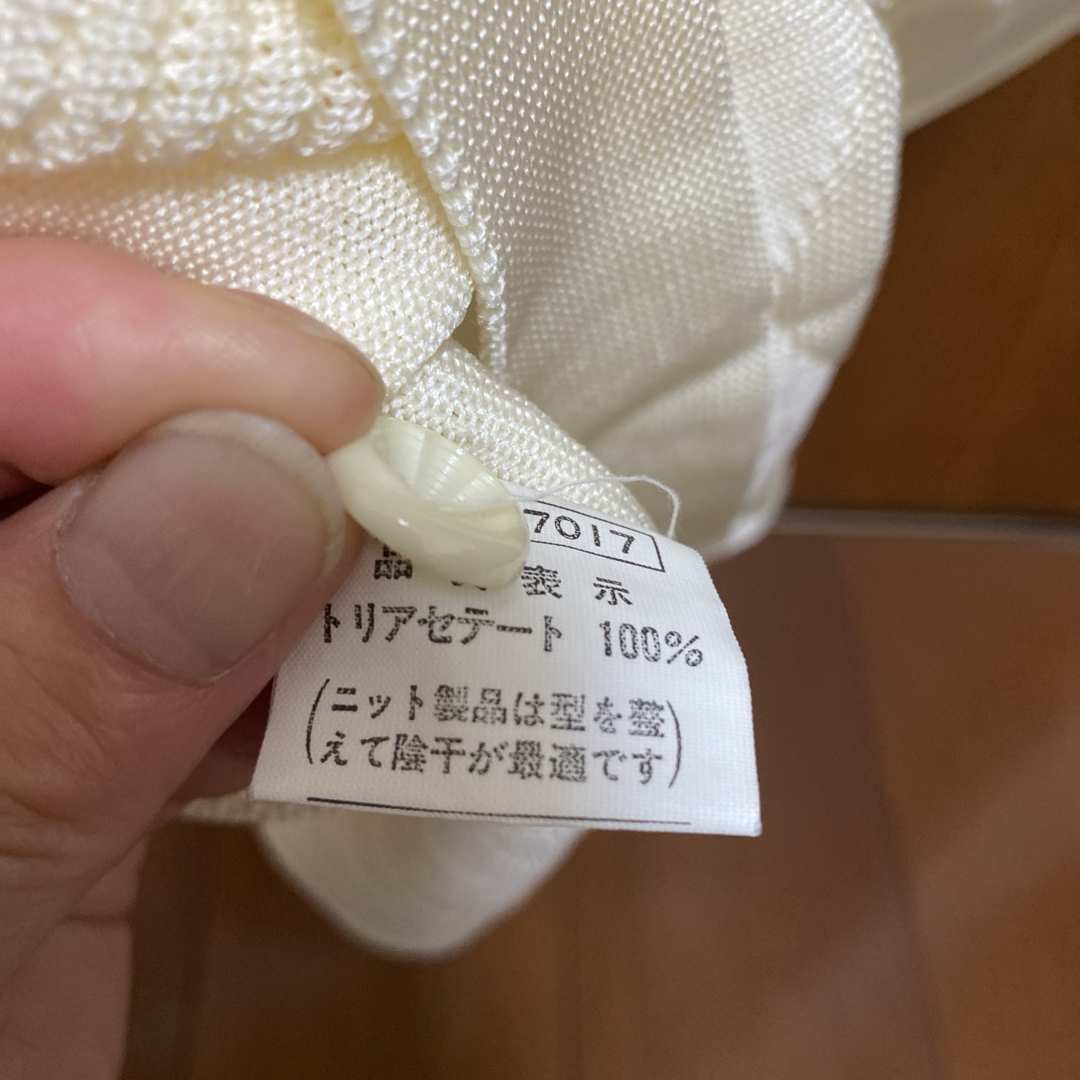 7017
品 表示
トリアセテート 100%
(ニット製品は型を整
えて陰干が最適です)